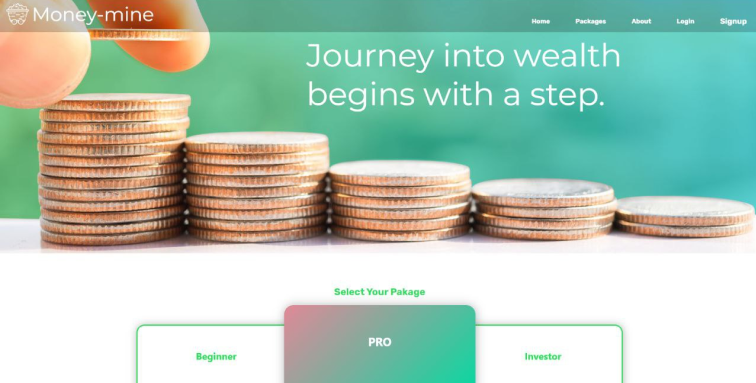 Money-mine
Home Packages About Login Signup
Journey into wealth
begins with a step.
Select Your Pakage
PRO
Beginner
Investor